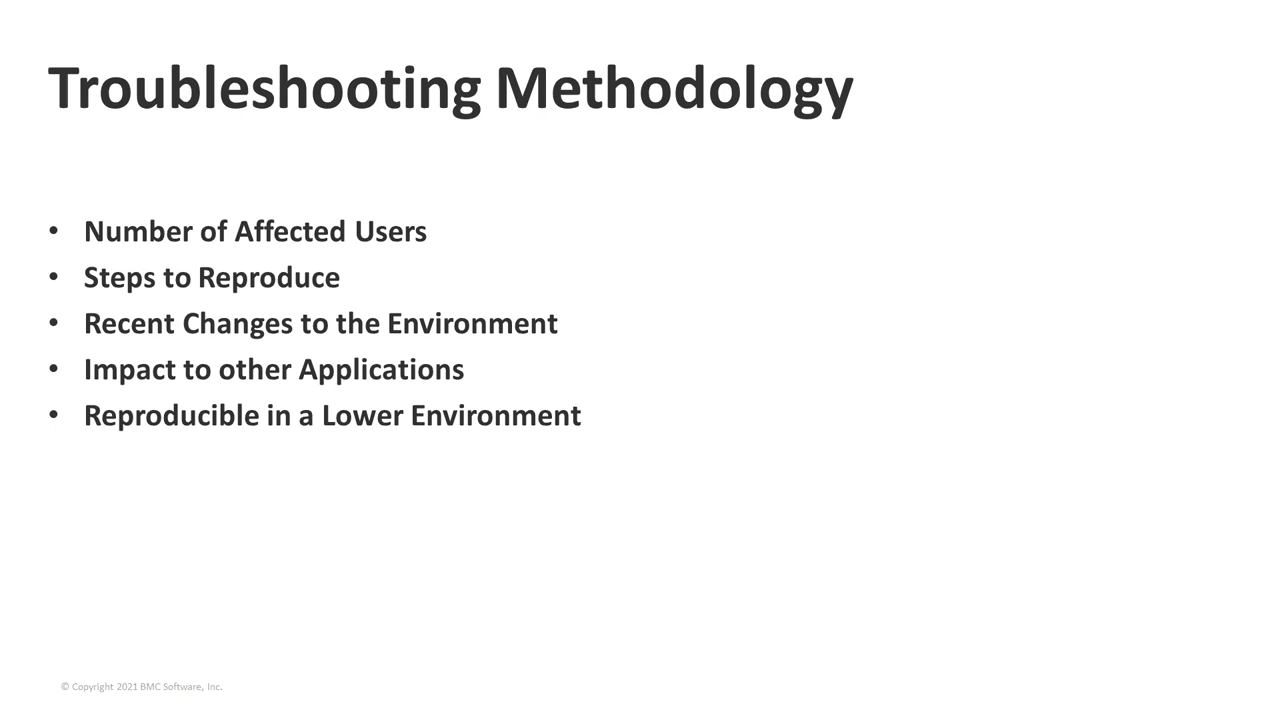 Troubleshooting Methodology
• Number of Affected Users
• Steps to Reproduce
• Recent Changes to the Environment
• Impact to other Applications
• Reproducible in a Lower Environment
© Copyright 2021 BMC Software, Inc.